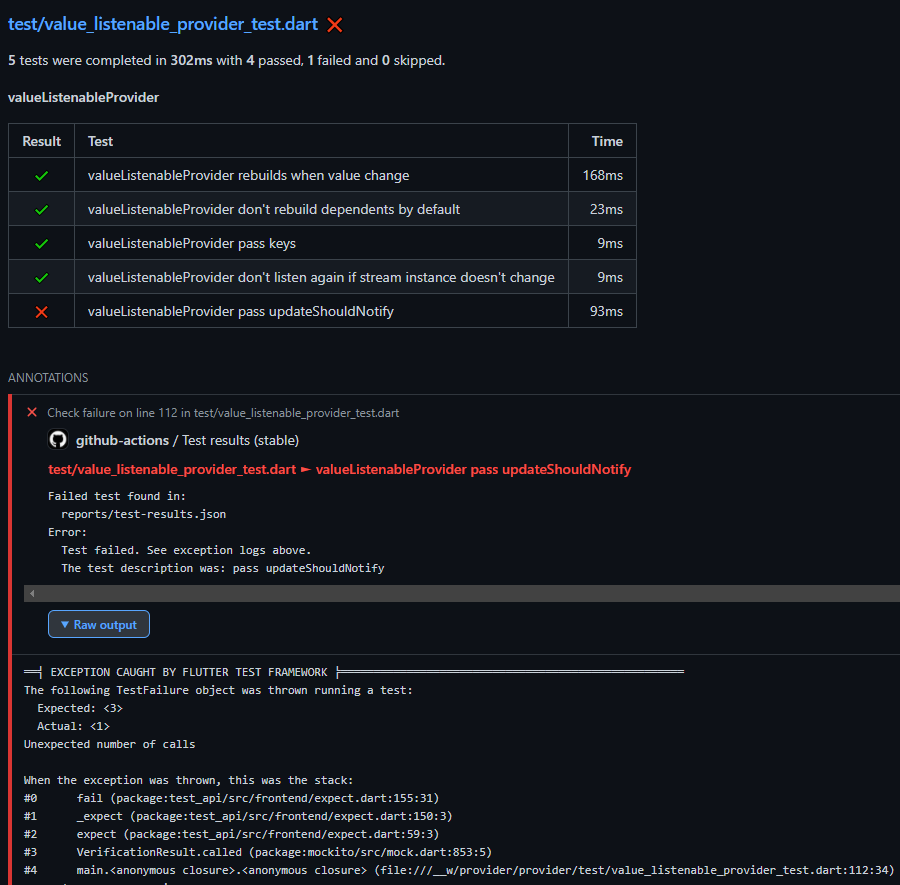 test/value_listenable_provider_test.dart ❌
5 tests were completed in 302ms with 4 passed, 1 failed and 0 skipped.
valueListenableProvider
Result Test Time
✓ valueListenableProvider rebuilds when value change 168ms
✓ valueListenableProvider don't rebuild dependents by default 23ms
✓ valueListenableProvider pass keys 9ms
✓ valueListenableProvider don't listen again if stream instance doesn't change 9ms
✕ valueListenableProvider pass updateShouldNotify 93ms
ANNOTATIONS
✕ Check failure on line 112 in test/value_listenable_provider_test.dart
github-actions / Test results (stable)
test/value_listenable_provider_test.dart ► valueListenableProvider pass updateShouldNotify
Failed test found in:
reports/test-results.json
Error:
Test failed. See exception logs above.
The test description was: pass updateShouldNotify
▼ Raw output
══╡ EXCEPTION CAUGHT BY FLUTTER TEST FRAMEWORK ╞════════════════════════════════════════════════════
The following TestFailure object was thrown running a test:
Expected: <3>
Actual: <1>
Unexpected number of calls
When the exception was thrown, this was the stack:
#0 fail (package:test_api/src/frontend/expect.dart:155:31)
#1 _expect (package:test_api/src/frontend/expect.dart:150:3)
#2 expect (package:test_api/src/frontend/expect.dart:59:3)
#3 VerificationResult.called (package:mockito/src/mock.dart:853:5)
#4 main.<anonymous closure>.<anonymous closure> (file:///__w/provider/provider/test/value_listenable_provider_test.dart:112:34)